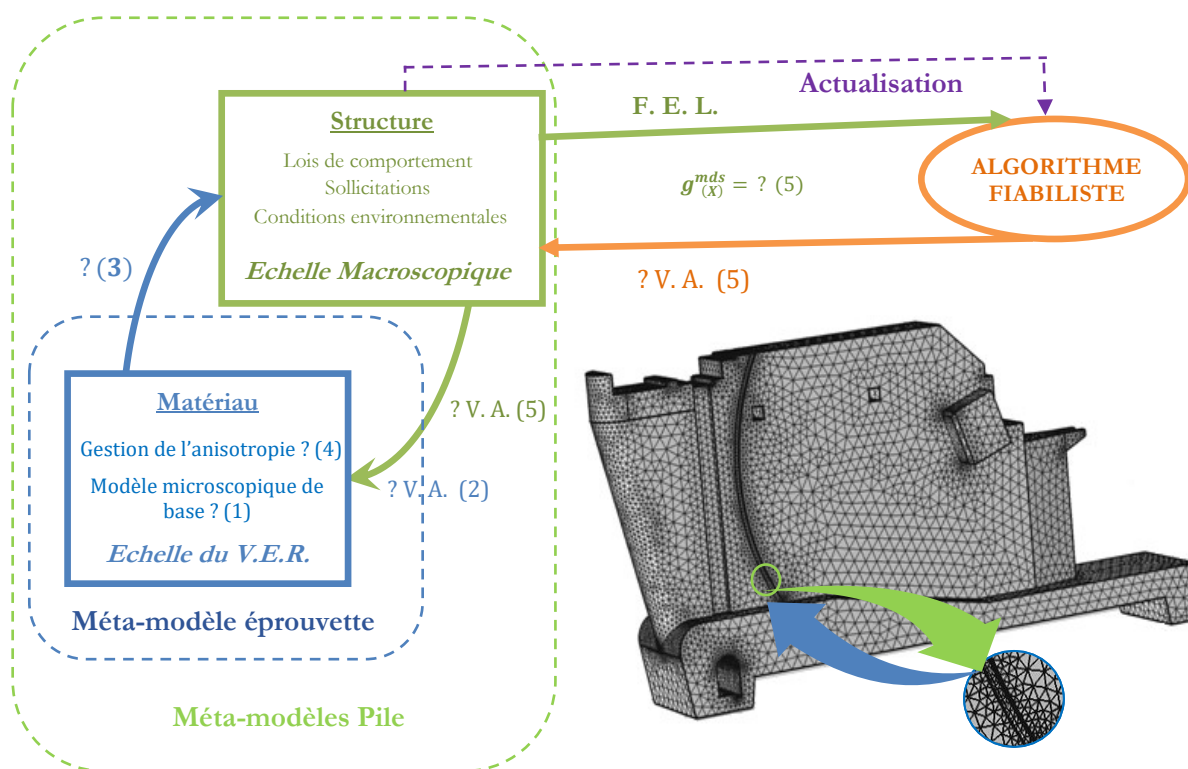 Actualisation
F. E. L.
Structure
Lois de comportement
Sollicitations
Conditions environnementales
Echelle Macroscopique
g^{mds}_{(X)} = ? (5)
ALGORITHME
FIABILISTE
? V. A. (5)
? (3)
Matériau
Gestion de l'anisotropie ? (4)
Modèle microscopique de
base ? (1)
Echelle du V.E.R.
? V. A. (5)
? V. A. (2)
Méta-modèle éprouvette
Méta-modèles Pile